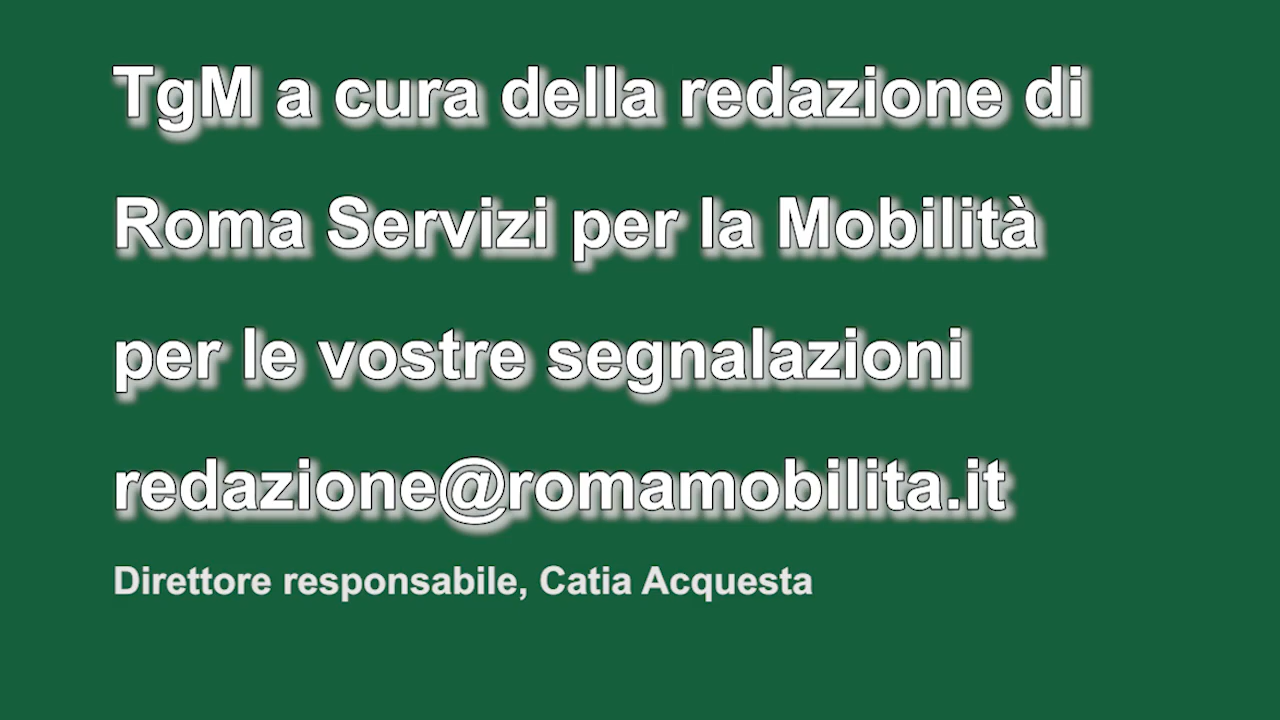 TgM a cura della redazione di
Roma Servizi per la Mobilità
per le vostre segnalazioni
redazione@romamobilita.it
Direttore responsabile, Catia Acquesta